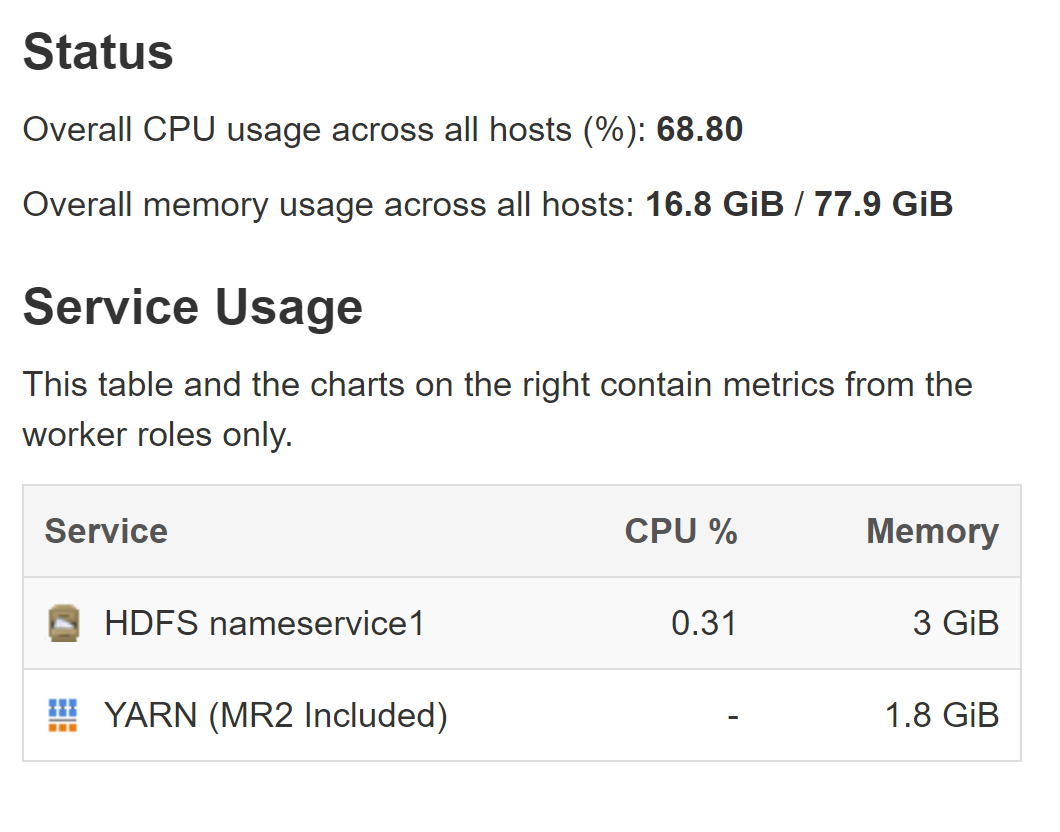 Status
Overall CPU usage across all hosts (%): 68.80
Overall memory usage across all hosts: 16.8 GiB / 77.9 GiB
Service Usage
This table and the charts on the right contain metrics from the
worker roles only.
Service CPU % Memory
HDFS nameservice1 0.31 3 GiB
YARN (MR2 Included) - 1.8 GiB